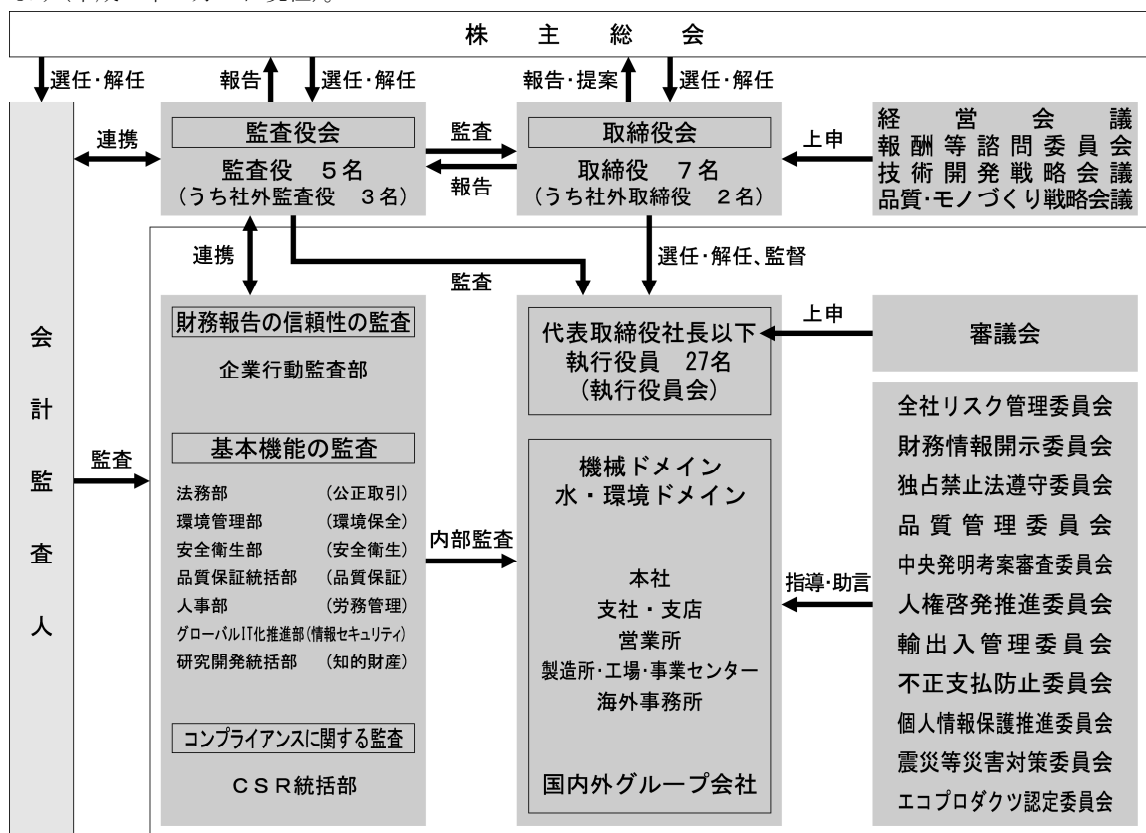 株主総会
選任･解任
報告
選任･解任
報告･提案
選任･解任
会計監査人
連携
監査役会
監査役 5名
(うち社外監査役 3名)
監査
報告
取締役会
取締役 7名
(うち社外取締役 2名)
上申
経営会議
報酬等諮問委員会
技術開発戦略会議
品質･モノづくり戦略会議
連携
監査
選任･解任、監督
監査
財務報告の信頼性の監査
企業行動監査部
基本機能の監査
法務部 (公正取引)
環境管理部 (環境保全)
安全衛生部 (安全衛生)
品質保証統括部 (品質保証)
人事部 (労務管理)
グローバルIT化推進部(情報セキュリティ)
研究開発統括部 (知的財産)
コンプライアンスに関する監査
CSR統括部
内部監査
代表取締役社長以下
執行役員 27名
(執行役員会)
機械ドメイン
水・環境ドメイン
本社
支社・支店
営業所
製造所･工場･事業センター
海外事務所
国内外グループ会社
上申
審議会
指導･助言
全社リスク管理委員会
財務情報開示委員会
独占禁止法遵守委員会
品質管理委員会
中央発明考案審査委員会
人権啓発推進委員会
輸出入管理委員会
不正支払防止委員会
個人情報保護推進委員会
震災等災害対策委員会
エコプロダクツ認定委員会